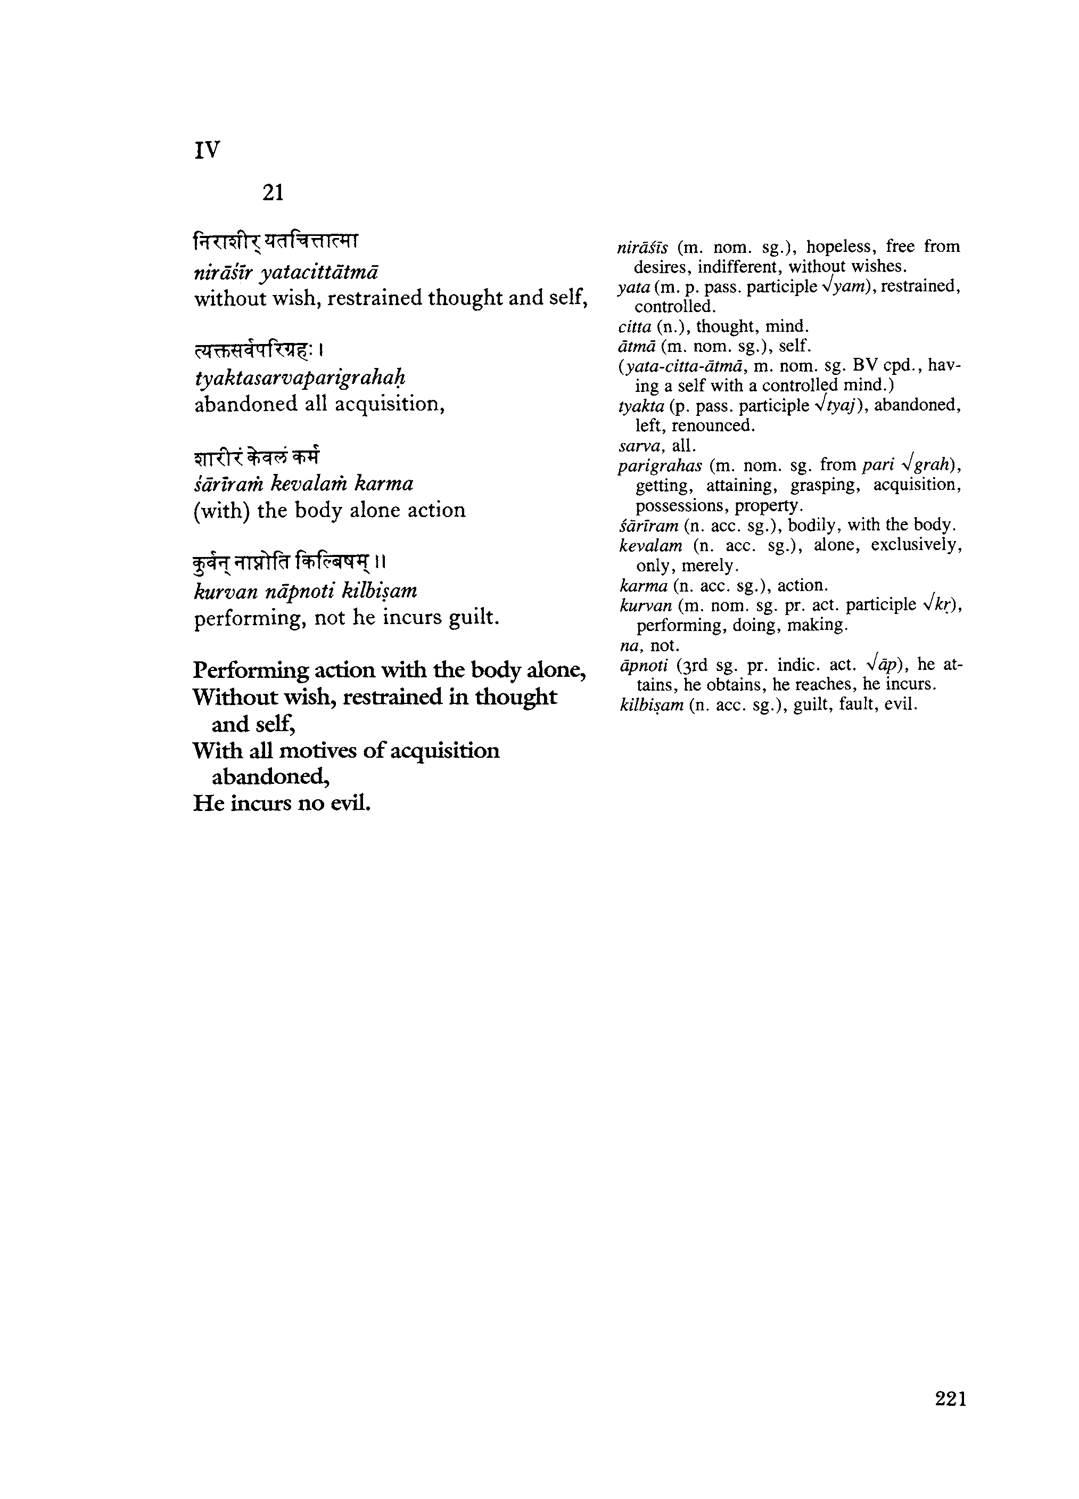 IV
21
निराशीर् यतचित्तात्मा
nirāśīr yatacittātmā
without wish, restrained thought and self,
त्यक्तसर्वपरिग्रहः ।
tyaktasarvaparigrahaḥ
abandoned all acquisition,
शारीरं केवलं कर्म
śārīraṁ kevalaṁ karma
(with) the body alone action
कुर्वन् नाप्नोति किल्बिषम् ॥
kurvan nāpnoti kilbiṣam
performing, not he incurs guilt.
Performing action with the body alone,
Without wish, restrained in thought
and self,
With all motives of acquisition
abandoned,
He incurs no evil.
nirāśīs (m. nom. sg.), hopeless, free from
desires, indifferent, without wishes.
yata (m. p. pass. participle √yam), restrained,
controlled.
citta (n.), thought, mind.
ātmā (m. nom. sg.), self.
(yata-citta-ātmā, m. nom. sg. BV cpd., hav-
ing a self with a controlled mind.)
tyakta (p. pass. participle √tyaj), abandoned,
left, renounced.
sarva, all.
parigrahas (m. nom. sg. from pari √grah),
getting, attaining, grasping, acquisition,
possessions, property.
śārīram (n. acc. sg.), bodily, with the body.
kevalam (n. acc. sg.), alone, exclusively,
only, merely.
karma (n. acc. sg.), action.
kurvan (m. nom. sg. pr. act. participle √kṛ),
performing, doing, making.
na, not.
āpnoti (3rd sg. pr. indic. act. √āp), he at-
tains, he obtains, he reaches, he incurs.
kilbiṣam (n. acc. sg.), guilt, fault, evil.
221